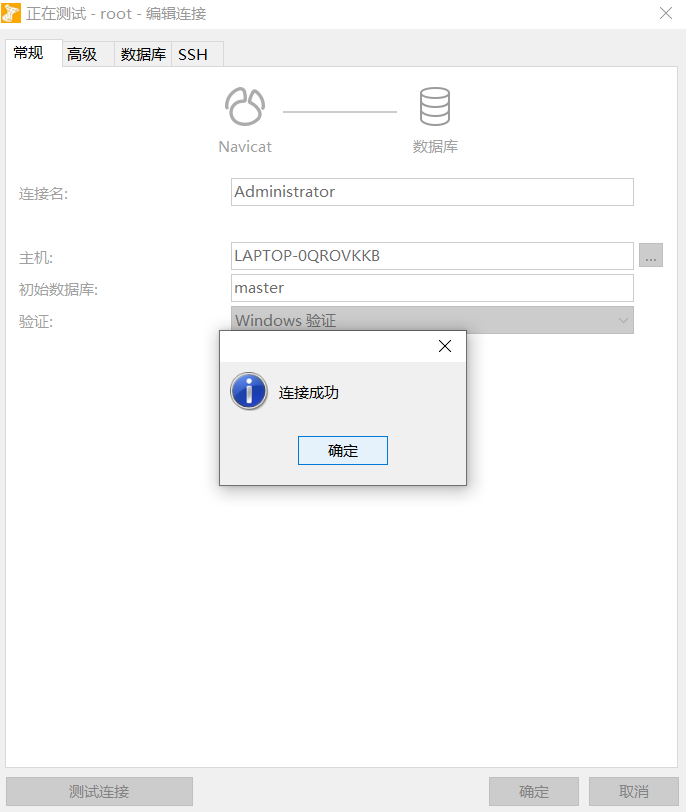 正在测试 - root - 编辑连接
常规 高级 数据库 SSH
Navicat 数据库
连接名: Administrator
主机: LAPTOP-0QROVKKB ...
初始数据库: master
验证: Windows 验证
连接成功
确定
测试连接 确定 取消